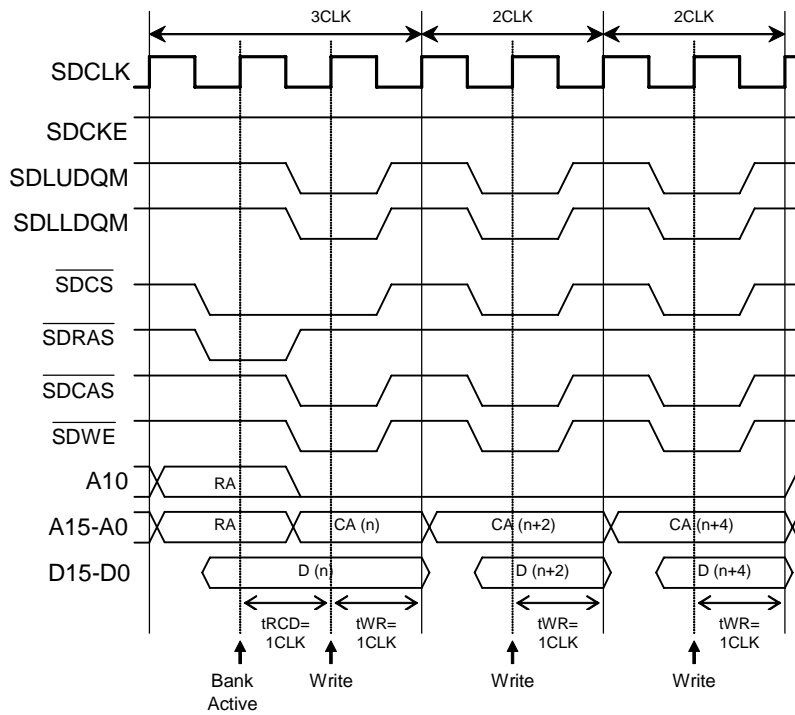 3CLK 2CLK 2CLK
SDCLK
SDCKE
SDLUDQM
SDLLDQM
SDCS
SDRAS
SDCAS
SDWE
A10 RA
A15-A0 RA CA (n) CA (n+2) CA (n+4)
D15-D0 D (n) D (n+2) D (n+4)
tRCD= tWR= tWR= tWR=
1CLK 1CLK 1CLK 1CLK
Bank Write Write Write
Active